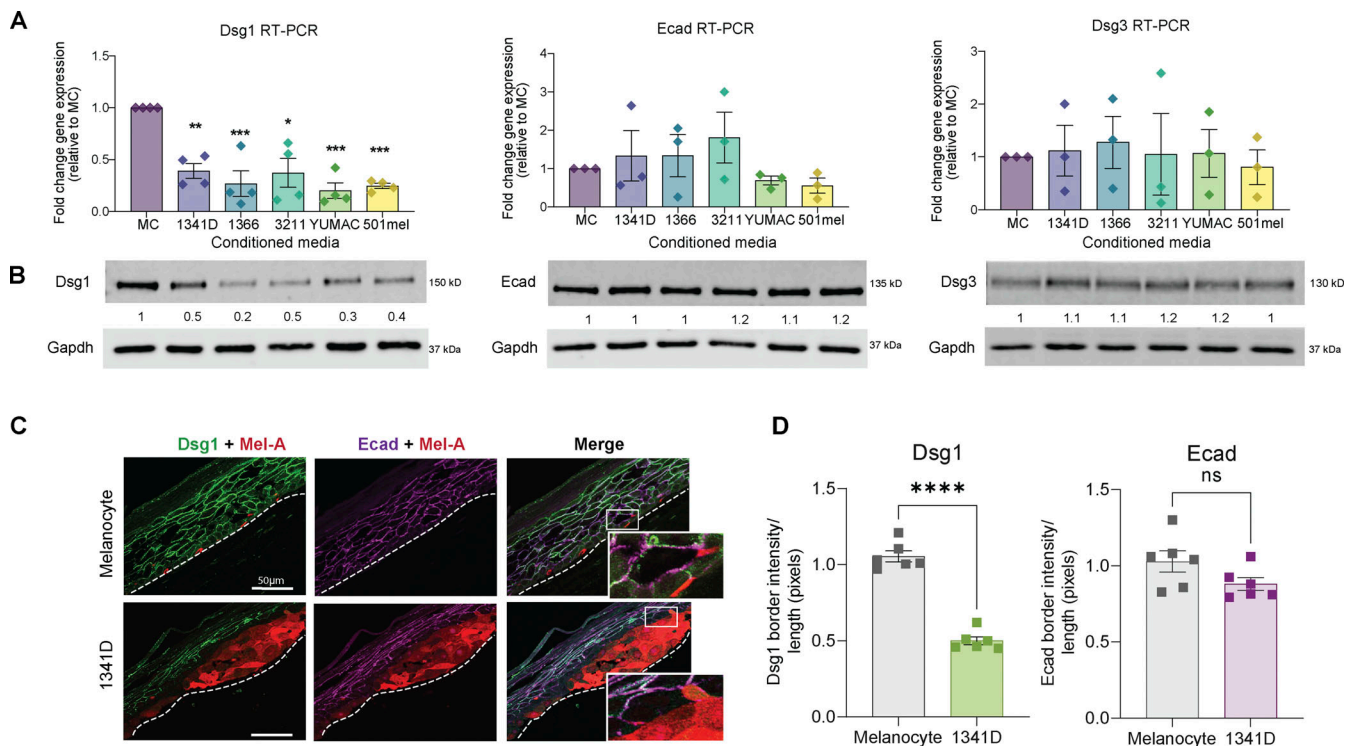 A
Dsg1 RT-PCR
Fold change gene expression
(relative to MC)
1.5
1.0
0.5
0.0
**
***
*
***
***
MC 1341D 1366 3211 YUMAC 501mel
Conditioned media
Ecad RT-PCR
Fold change gene expression
(relative to MC)
4
3
2
1
0
MC 1341D 1366 3211 YUMAC 501mel
Conditioned media
Dsg3 RT-PCR
Fold change gene expression
(relative to MC)
3
2
1
0
MC 1341D 1366 3211 YUMAC 501mel
Conditioned media
B
Dsg1
150 kD
1 0.5 0.2 0.5 0.3 0.4
Gapdh
37 kDa
Ecad
135 kD
1 1 1 1.2 1.1 1.2
Gapdh
37 kDa
Dsg3
130 kD
1 1.1 1.1 1.2 1.2 1
Gapdh
37 kDa
C
Dsg1 + Mel-A
Ecad + Mel-A
Merge
Melanocyte
50µm
1341D
D
Dsg1
****
Dsg1 border intensity/
length (pixels)
1.5
1.0
0.5
0.0
Melanocyte 1341D
Ecad
ns
Ecad border intensity/
length (pixels)
1.5
1.0
0.5
0.0
Melanocyte 1341D